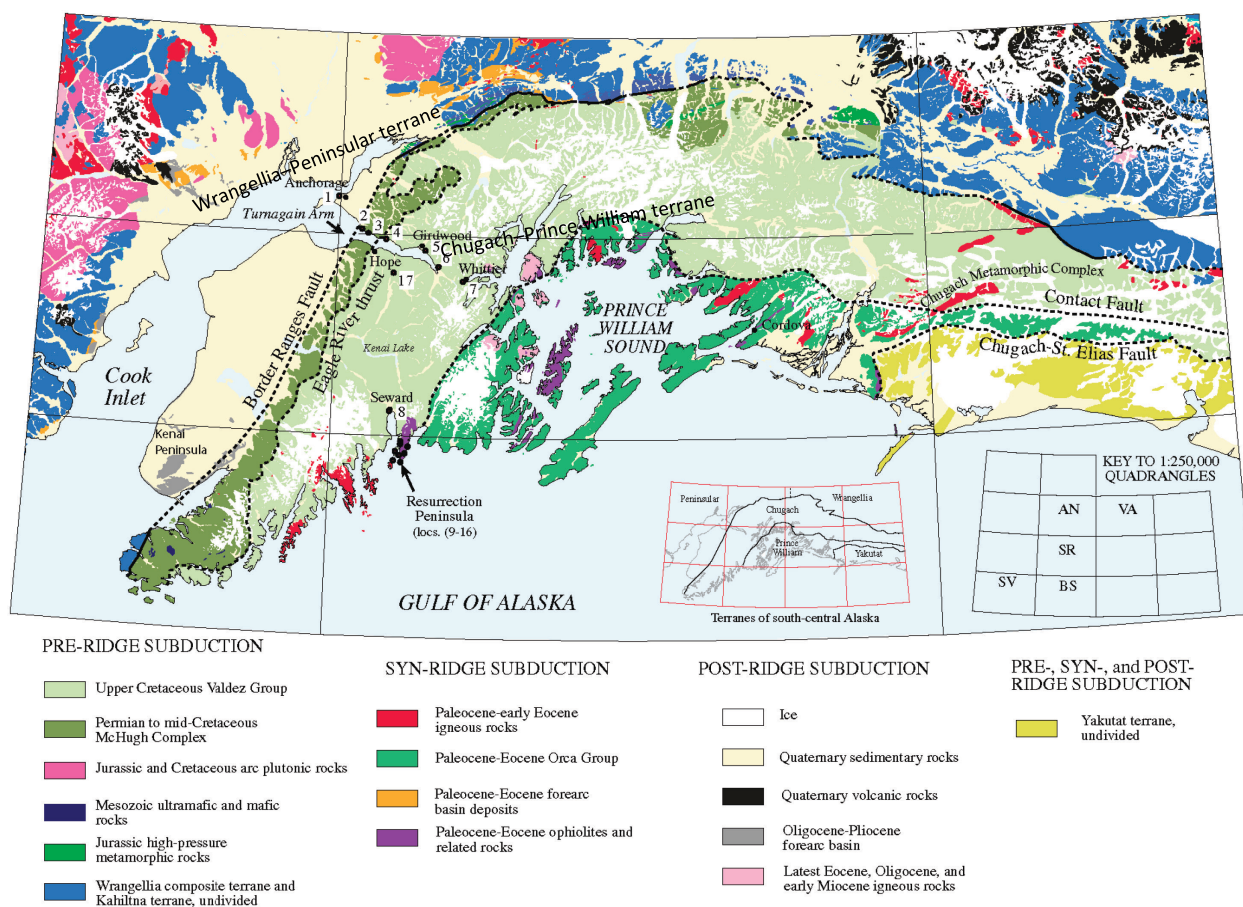 Wrangellia–Peninsular terrane
Anchorage
1
Turnagain Arm
2
3
4
Girdwood
5
Chugach–Prince William terrane
6
Hope
17
Whittier
7
Border Ranges Fault
Eagle River thrust
Kenai Lake
Cook
Inlet
Kenai
Peninsula
Seward
8
Resurrection
Peninsula
(locs. (9-16)
PRINCE
WILLIAM
SOUND
Cordova
Chugach Metamorphic Complex
Contact Fault
Chugach-St. Elias Fault
GULF OF ALASKA
Peninsular
Chugach
Wrangellia
Prince
William
Yakutat
Terranes of south-central Alaska
KEY TO 1:250,000
QUADRANGLES
AN
VA
SR
SV
BS
PRE-RIDGE SUBDUCTION
Upper Cretaceous Valdez Group
Permian to mid-Cretaceous
McHugh Complex
Jurassic and Cretaceous arc plutonic rocks
Mesozoic ultramafic and mafic
rocks
Jurassic high-pressure
metamorphic rocks
Wrangellia composite terrane and
Kahiltna terrane, undivided
SYN-RIDGE SUBDUCTION
Paleocene-early Eocene
igneous rocks
Paleocene-Eocene Orca Group
Paleocene-Eocene forearc
basin deposits
Paleocene-Eocene ophiolites and
related rocks
POST-RIDGE SUBDUCTION
Ice
Quaternary sedimentary rocks
Quaternary volcanic rocks
Oligocene-Pliocene
forearc basin
Latest Eocene, Oligocene, and
early Miocene igneous rocks
PRE-, SYN-, and POST-
RIDGE SUBDUCTION
Yakutat terrane,
undivided